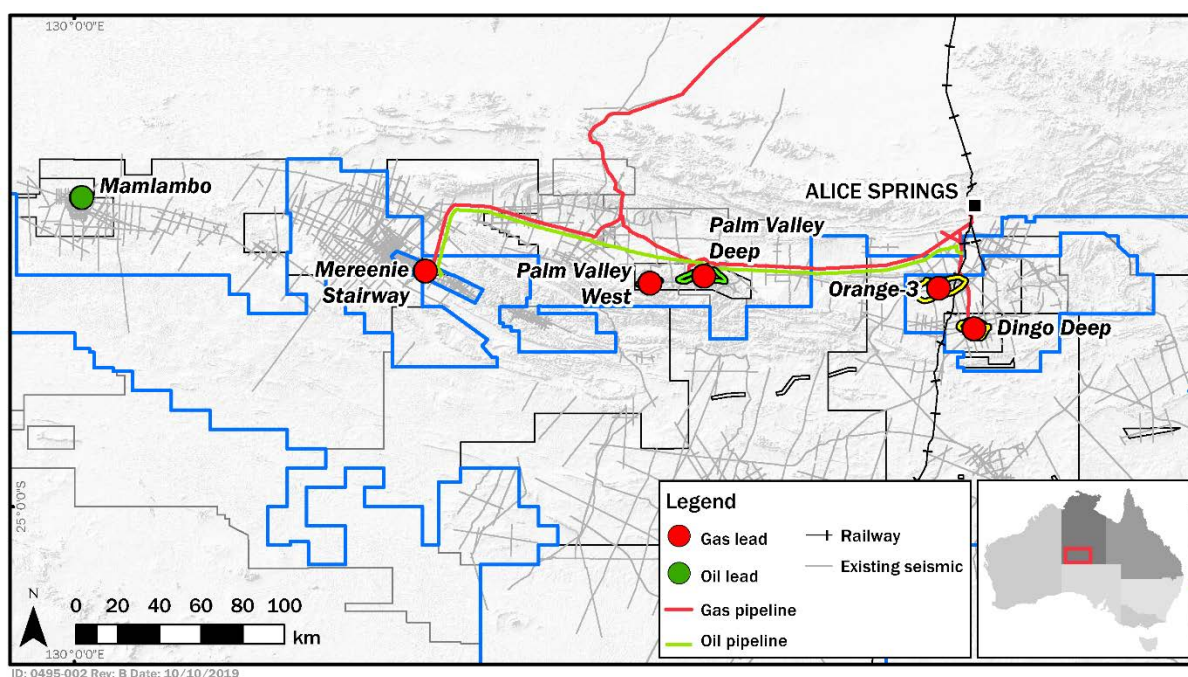 130°0'0"E
Mamlambo
ALICE SPRINGS
Palm Valley
Deep
Mereenie
Stairway
Palm Valley
West
Orange-3
Dingo Deep
25°0'0"S
Legend
Gas lead
Oil lead
Gas pipeline
Oil pipeline
Railway
Existing seismic
N
0 20 40 60 80 100
km
130°0'0"E
ID: 0495-002 Rev: B Date: 10/10/2019